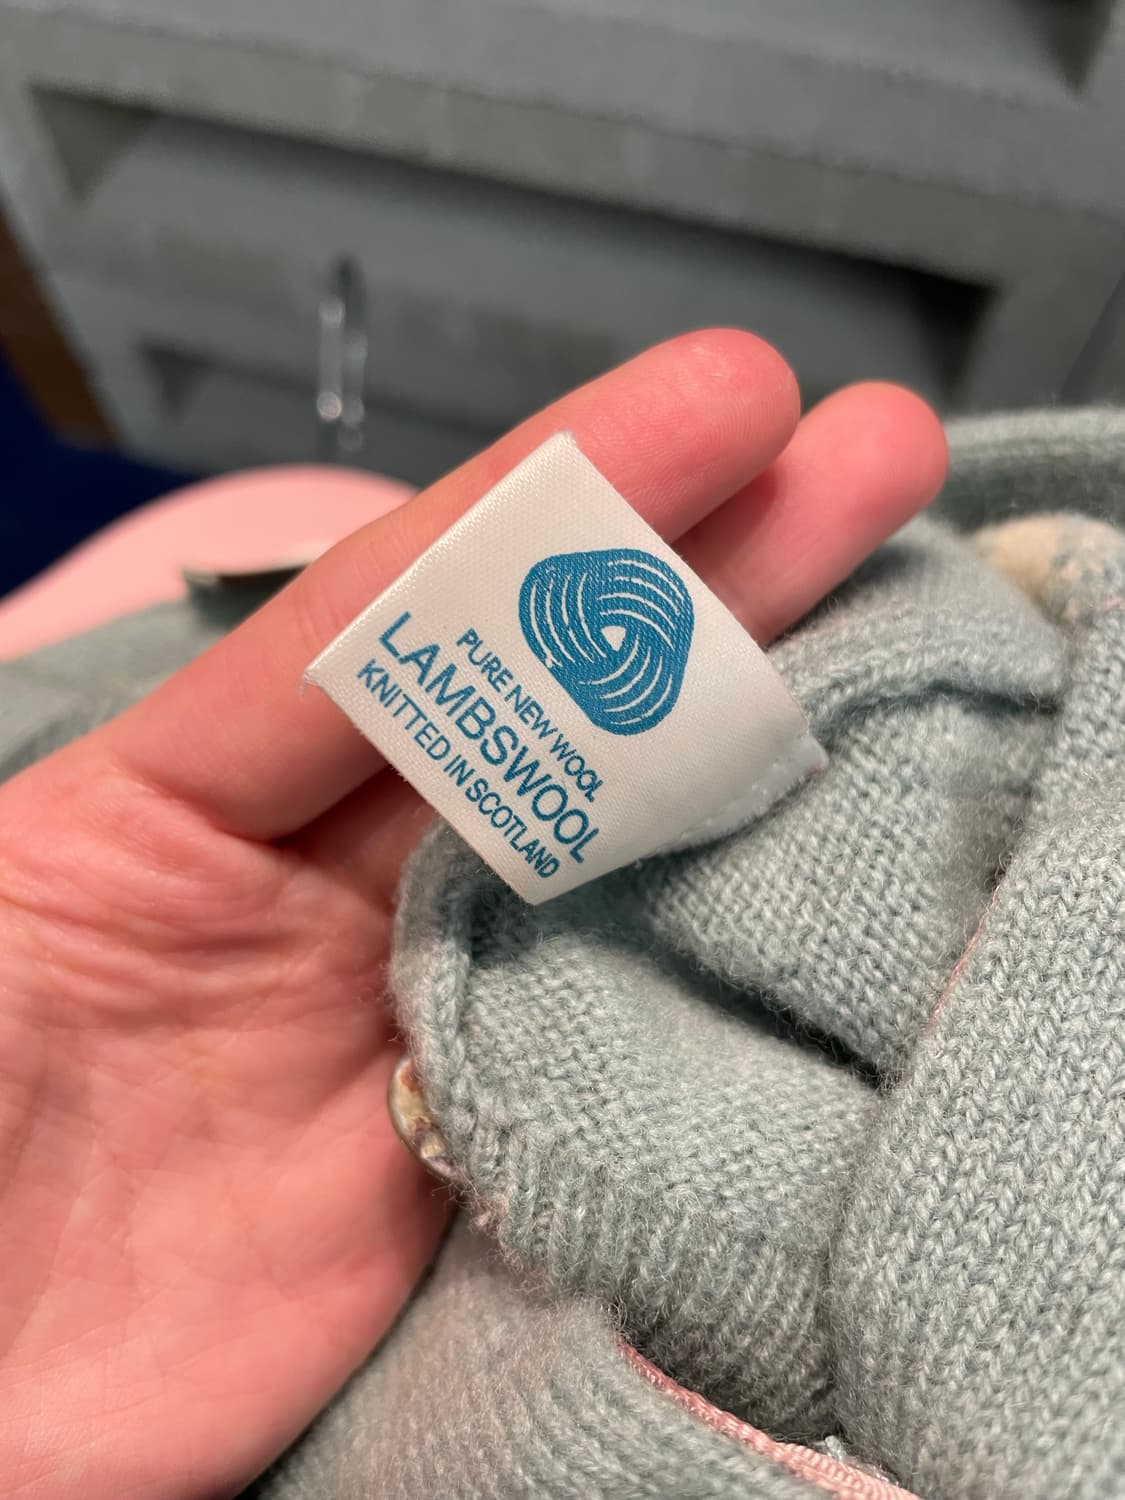 PURE NEW WOOL
LAMBSWOOL
KNITTED IN SCOTLAND